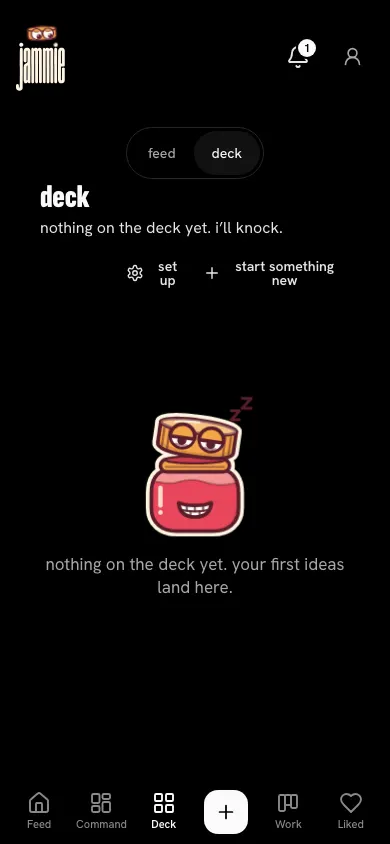 jammie
1
feed
deck
deck
nothing on the deck yet. i’ll knock.
set
up
start something
new
z
z
nothing on the deck yet. your first ideas
land here.
Feed
Command
Deck
Work
Liked